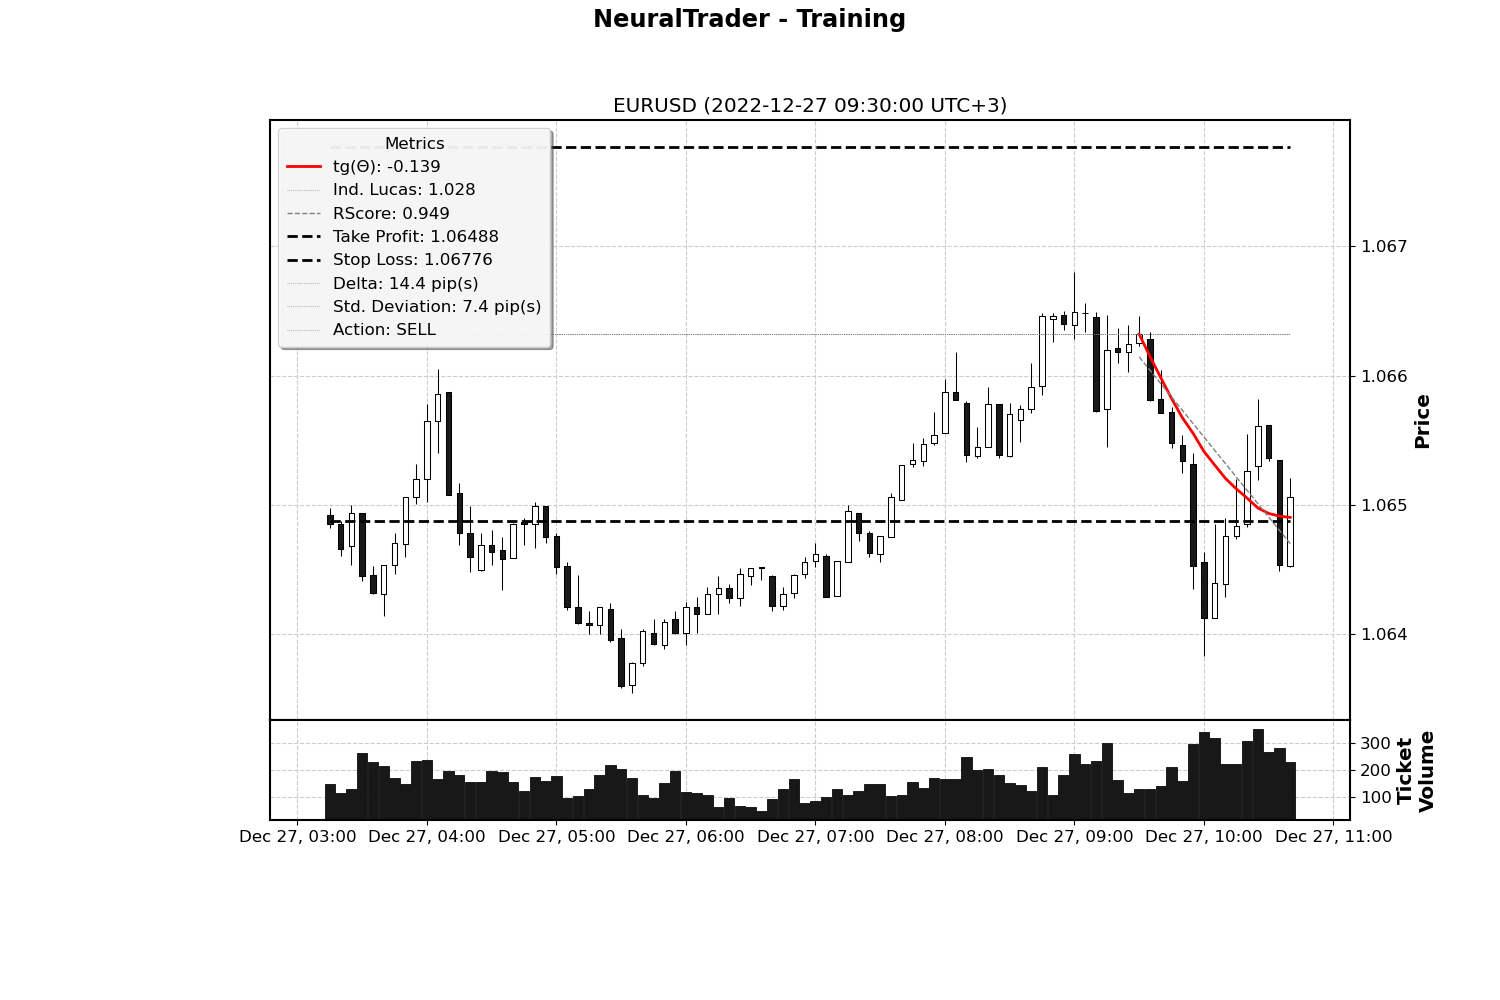 NeuralTrader - Training
EURUSD (2022-12-27 09:30:00 UTC+3)
Metrics
tg(Θ): -0.139
Ind. Lucas: 1.028
RScore: 0.949
Take Profit: 1.06488
Stop Loss: 1.06776
Delta: 14.4 pip(s)
Std. Deviation: 7.4 pip(s)
Action: SELL
1.067
1.066
1.065
1.064
Price
300
200
100
Ticket
Volume
Dec 27, 03:00
Dec 27, 04:00
Dec 27, 05:00
Dec 27, 06:00
Dec 27, 07:00
Dec 27, 08:00
Dec 27, 09:00
Dec 27, 10:00
Dec 27, 11:00